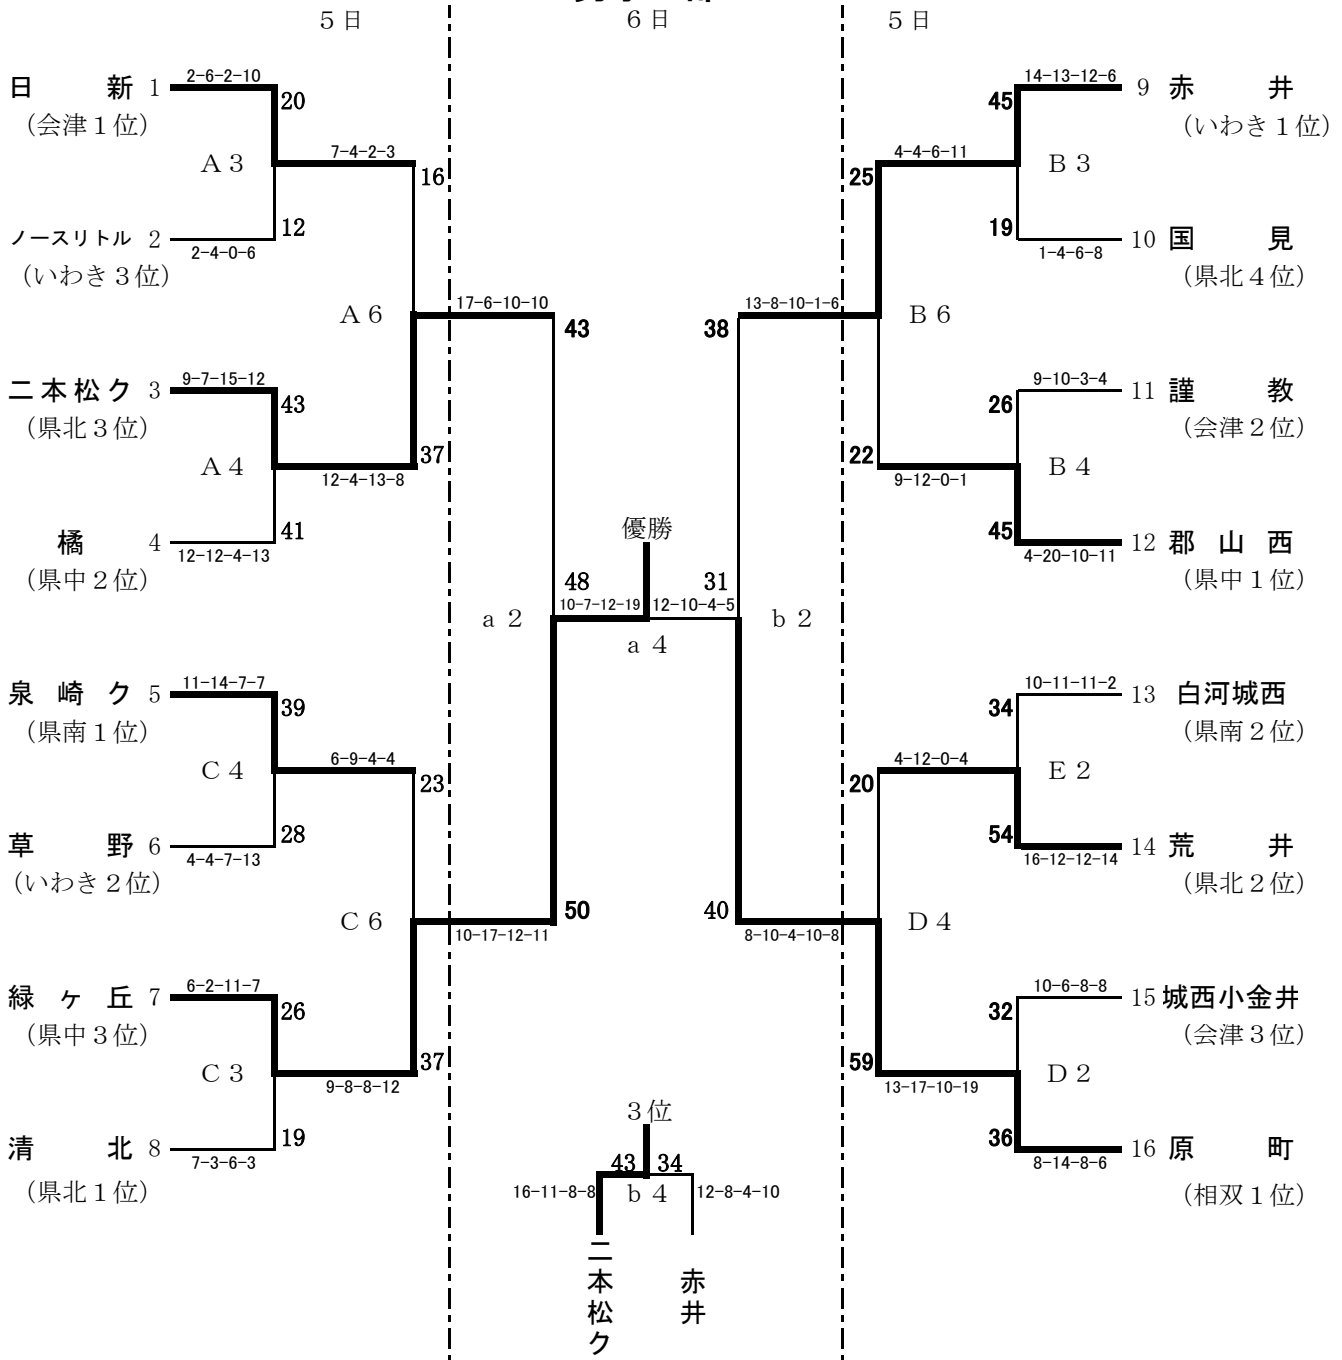 ５日
６日
５日
日新 1 2-6-2-10
20
（会津１位）
Ａ３
7-4-2-3
16
12
ノースリトル 2
2-4-0-6
（いわき３位）
Ａ６
17-6-10-10
43
二本松ク 3 9-7-15-12
43
（県北３位）
Ａ４
37
12-4-13-8
41
橘 4
12-12-4-13
（県中２位）
ａ２
泉崎ク 5 11-14-7-7
39
（県南１位）
Ｃ４
6-9-4-4
23
28
草野 6
4-4-7-13
（いわき２位）
Ｃ６
50
10-17-12-11
緑ヶ丘 7 6-2-11-7
26
（県中３位）
Ｃ３
37
9-8-8-12
19
清北 8
7-3-6-3
（県北１位）
優勝
48 31
10-7-12-19 12-10-4-5
ａ４
３位
43 34
16-11-8-8 ｂ４ 12-8-4-10
二本松ク
赤井
14-13-12-6 9 赤井
45
（いわき１位）
Ｂ３
4-4-6-11
25
19
10 国見
1-4-6-8
（県北４位）
Ｂ６
13-8-10-1-6
38
9-10-3-4 11 謹教
26
（会津２位）
Ｂ４
22
9-12-0-1
45
12 郡山西
4-20-10-11
（県中１位）
ｂ２
10-11-11-2 13 白河城西
34
（県南２位）
Ｅ２
4-12-0-4
20
54
14 荒井
16-12-12-14
（県北２位）
Ｄ４
40
8-10-4-10-8
10-6-8-8 15 城西小金井
32
（会津３位）
Ｄ２
59
13-17-10-19
36
16 原町
8-14-8-6
（相双１位）